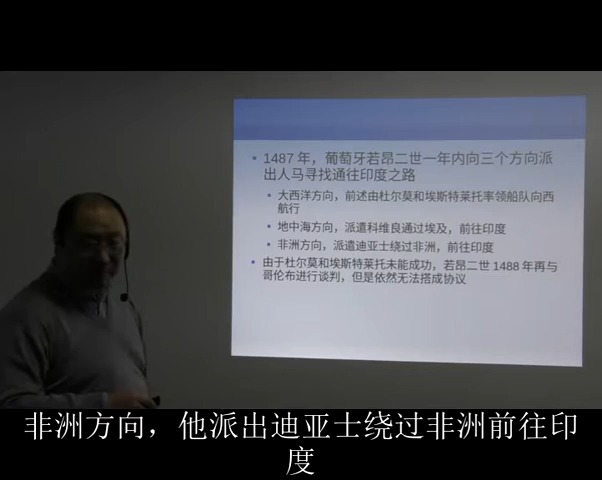 1487 年，葡萄牙若昂二世一年内向三个方向派
出人马寻找通往印度之路
大西洋方向，前述由杜尔莫和埃斯特莱托率领船队向西
航行
地中海方向，派遣科维良通过埃及，前往印度
非洲方向，派遣迪亚士绕过非洲，前往印度
由于杜尔莫和埃斯特莱托未能成功，若昂二世 1488 年再与
哥伦布进行谈判，但是依然无法搭成协议
非洲方向，他派出迪亚士绕过非洲前往印
度